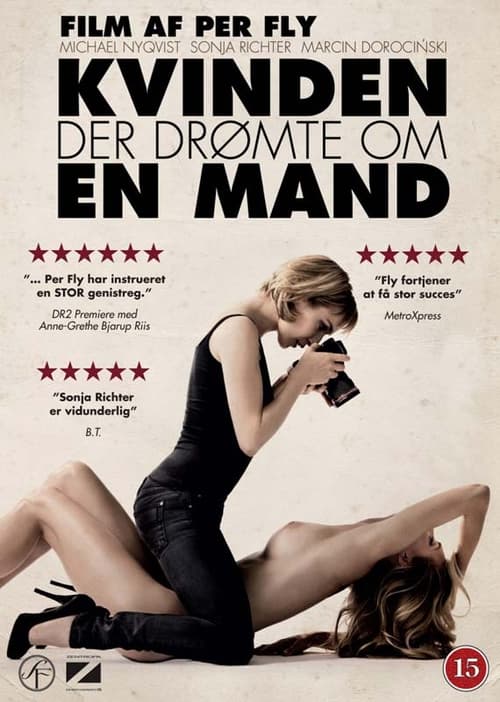 FILM AF PER FLY
MICHAEL NYQVIST SONJA RICHTER MARCIN DOROCIŃSKI
KVINDEN
DER DRØMTE OM
EN MAND
"... Per Fly har instrueret
en STOR genistreg."
DR2 Premiere med
Anne-Grethe Bjarup Riis
"Fly fortjener
at få stor succes"
MetroXpress
"Sonja Richter
er vidunderlig"
B.T.
SF
ZENTROPA
Z
15